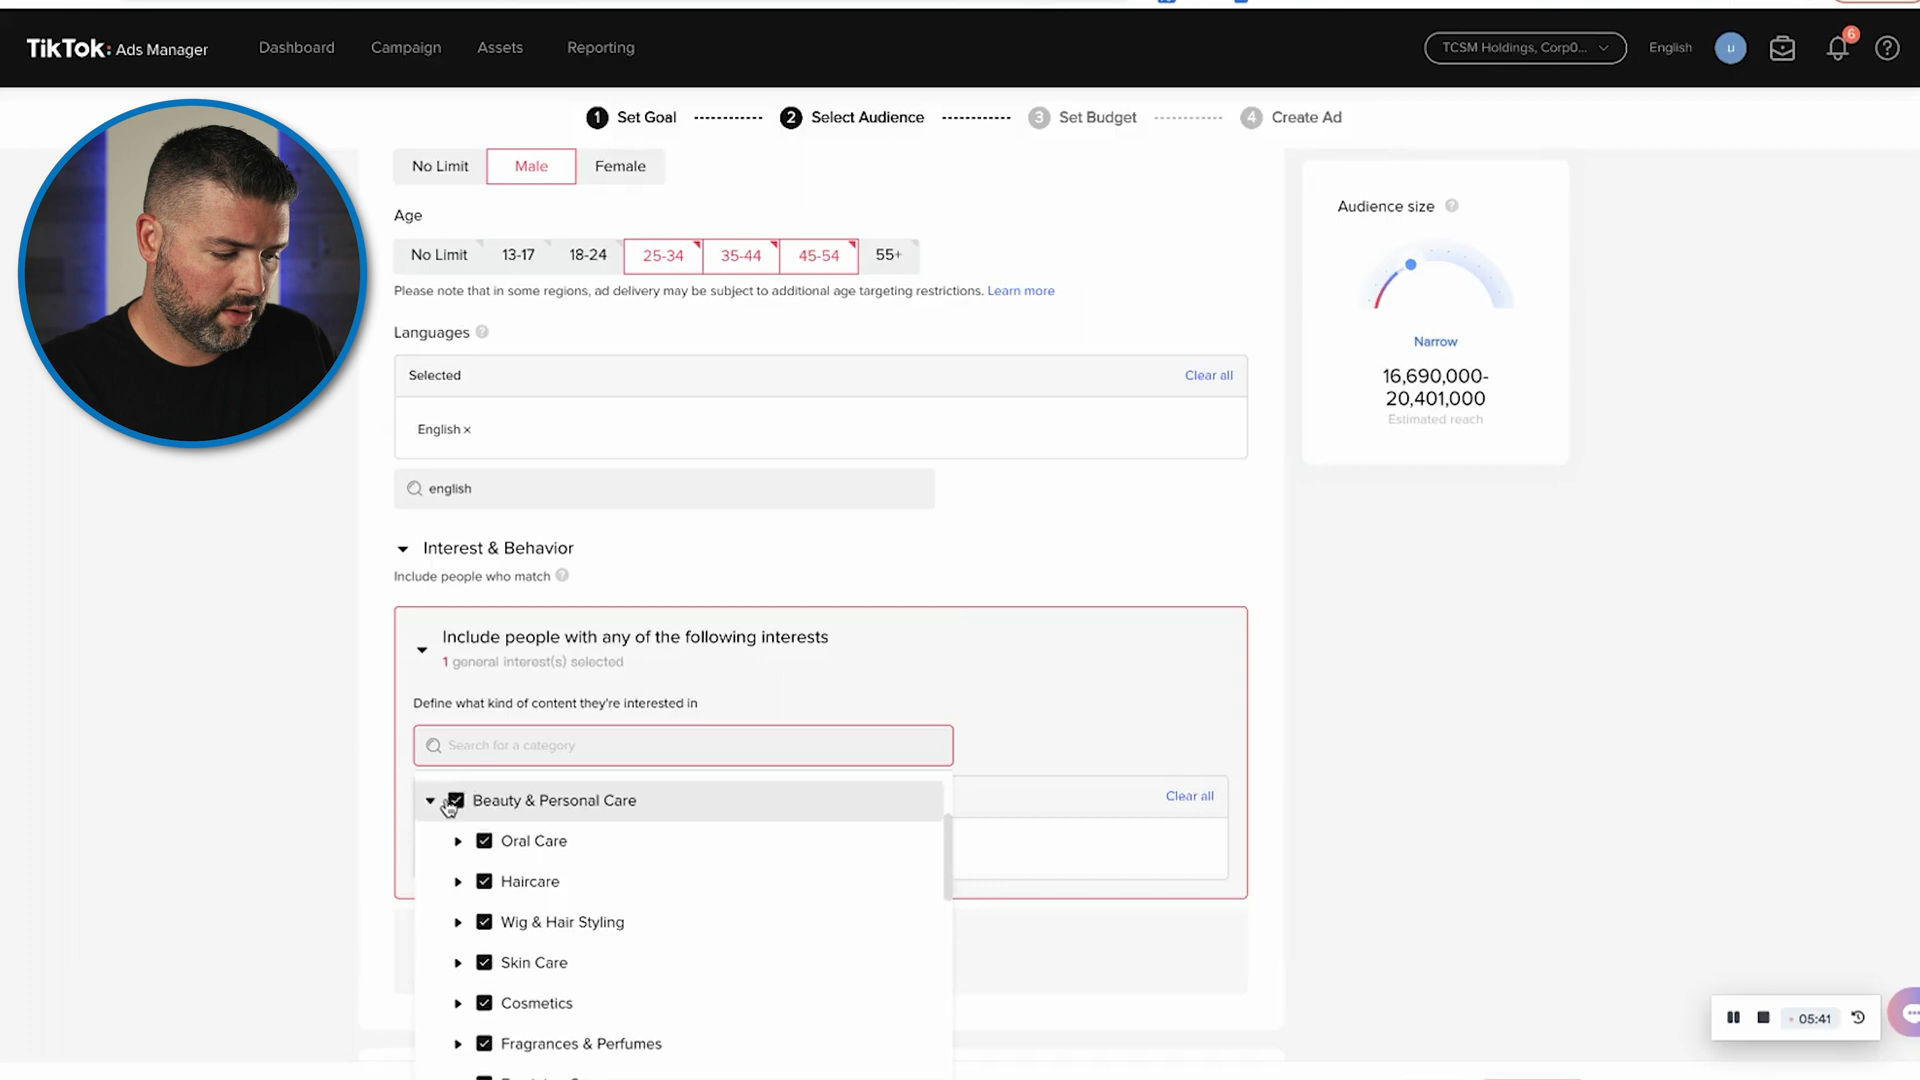 TikTok: Ads Manager
Dashboard
Campaign
Assets
Reporting
TCSM Holdings, Corp0...
English
u
6
1 Set Goal
2 Select Audience
3 Set Budget
4 Create Ad
No Limit
Male
Female
Age
No Limit
13-17
18-24
25-34
35-44
45-54
55+
Please note that in some regions, ad delivery may be subject to additional age targeting restrictions. Learn more
Languages
Selected
Clear all
English ×
english
Interest & Behavior
Include people who match
Include people with any of the following interests
1 general interest(s) selected
Define what kind of content they're interested in
Search for a category
Clear all
Beauty & Personal Care
Oral Care
Haircare
Wig & Hair Styling
Skin Care
Cosmetics
Fragrances & Perfumes
Audience size
Narrow
16,690,000-
20,401,000
Estimated reach
05:41